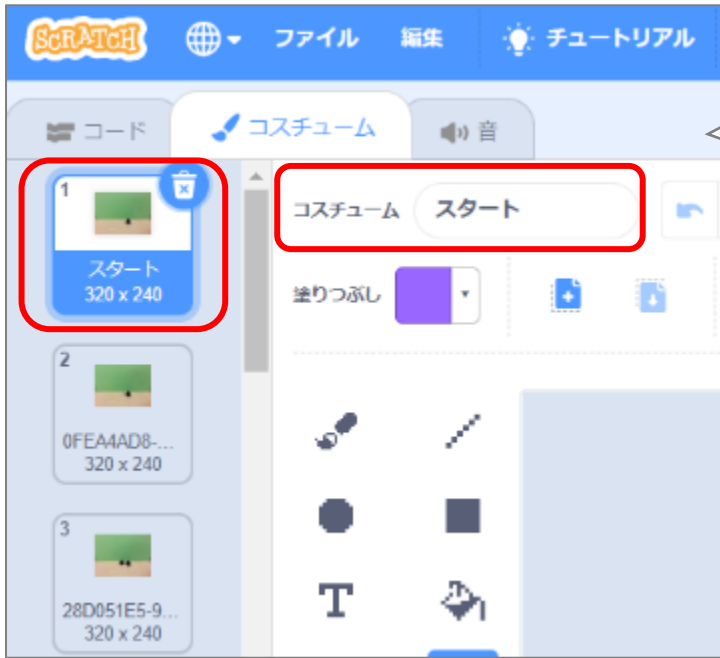 SCRATCH ファイル 編集 チュートリアル
コード コスチューム 音
1
スタート
320 x 240
コスチューム スタート
塗りつぶし
2
0FEA4AD8-...
320 x 240
3
28D051E5-9...
320 x 240
T